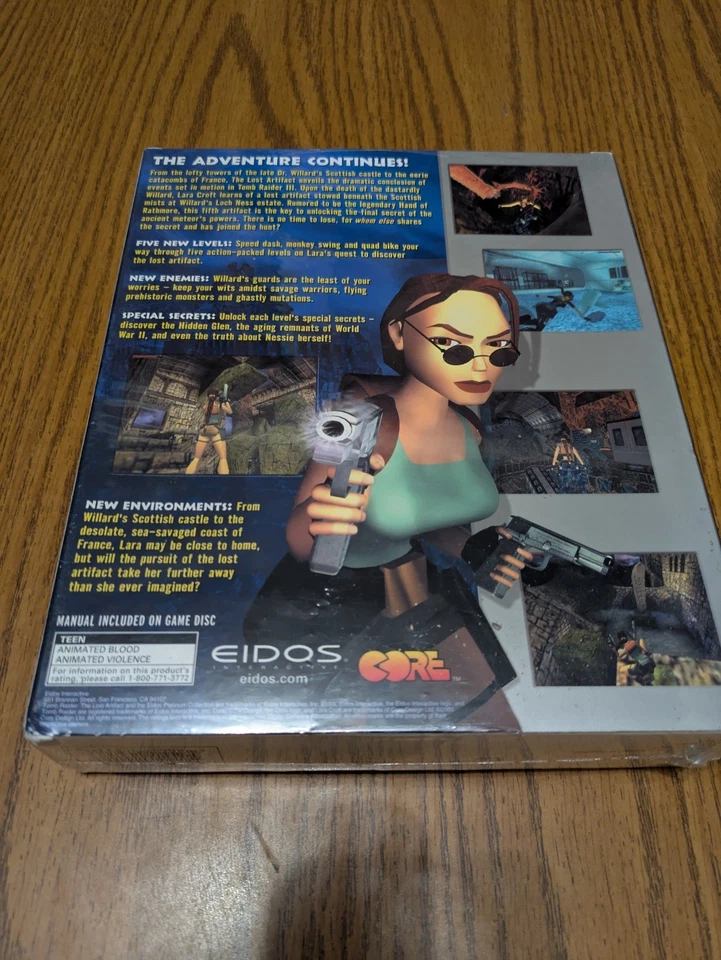 THE ADVENTURE CONTINUES!
From the lofty towers of the late Dr. Willard's Scottish castle to the eerie
catacombs of France, The Lost Artifact unveils the dramatic conclusion of
events set in motion in Tomb Raider III. Upon the death of the dastardly
Willard, Lara Croft learns of a lost artifact stowed beneath the Scottish
mists at Willard's Loch Ness estate. Rumored to be the legendary Hand of
Rathmore, this fifth artifact is the key to unlocking the final secret of the
ancient meteor's powers. There is no time to lose, for whom else shares
the secret and has joined the hunt?
FIVE NEW LEVELS: Speed dash, monkey swing and quad bike your
way through five action-packed levels on Lara's quest to discover
the lost artifact.
NEW ENEMIES: Willard's guards are the least of your
worries – keep your wits amidst savage warriors, flying
prehistoric monsters and ghastly mutations.
SPECIAL SECRETS: Unlock each level's special secrets –
discover the Hidden Glen, the aging remnants of World
War II, and even the truth about Nessie herself!
NEW ENVIRONMENTS: From
Willard's Scottish castle to the
desolate, sea-savaged coast of
France, Lara may be close to home,
but will the pursuit of the lost
artifact take her further away
than she ever imagined?
MANUAL INCLUDED ON GAME DISC
TEEN
ANIMATED BLOOD
ANIMATED VIOLENCE
For information on this product's
rating, please call 1-800-771-3772
EIDOS
INTERACTIVE
eidos.com
CORE
TM
Eidos Interactive
651 Brannan Street, San Francisco, CA 94107